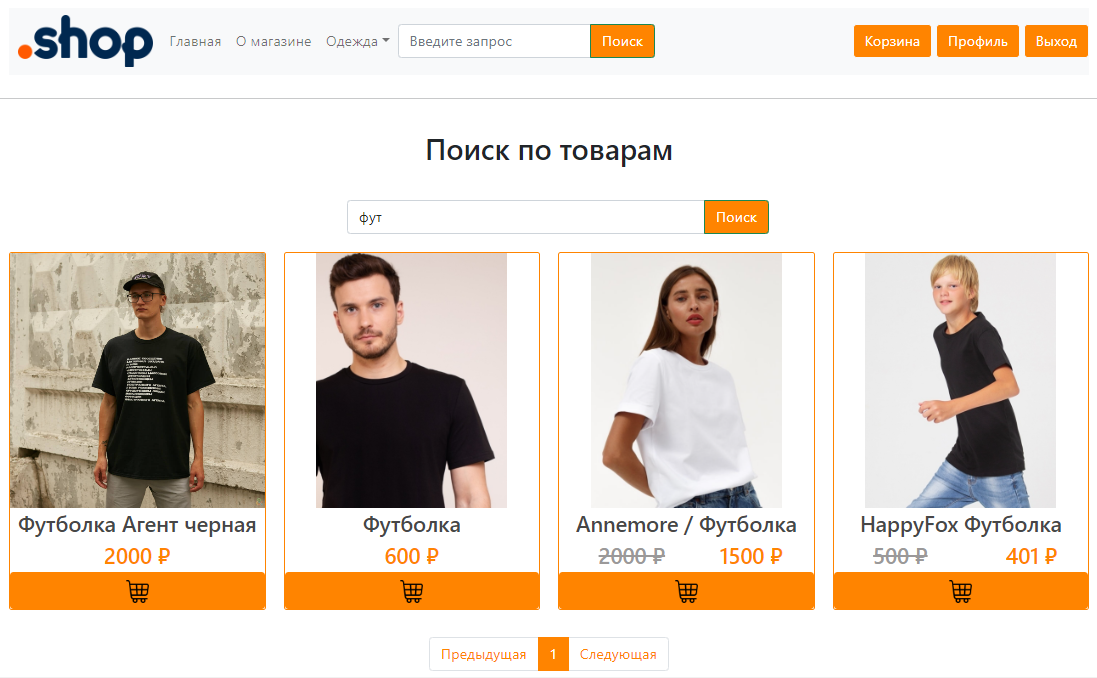 .shop
Главная О магазине Одежда Введите запрос Поиск Корзина Профиль Выход
Поиск по товарам
фут Поиск
Футболка Агент черная
2000 ₽
Футболка
600 ₽
Annemore / Футболка
2000 ₽ 1500 ₽
HappyFox Футболка
500 ₽ 401 ₽
Предыдущая 1 Следующая